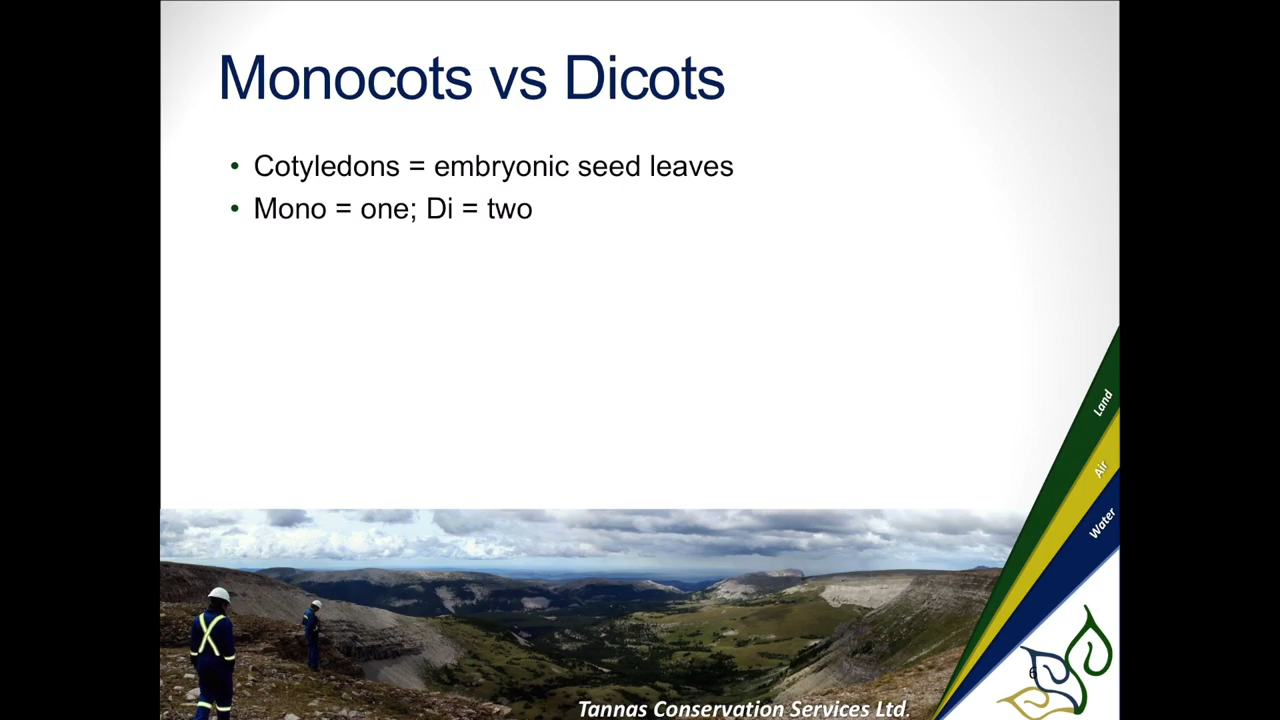 Monocots vs Dicots
• Cotyledons = embryonic seed leaves
• Mono = one; Di = two
Land
Air
Water
Tannas Conservation Services Ltd.